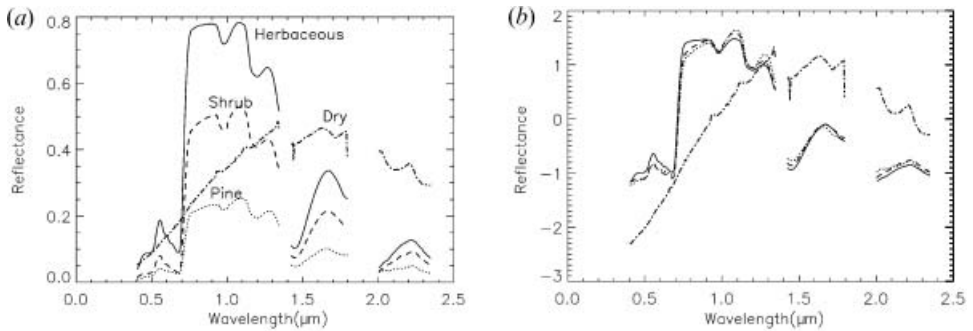 (a)
0.8
0.6
0.4
0.2
0.0
Reflectance
Herbaceous
Shrub
Dry
Pine
0.0 0.5 1.0 1.5 2.0 2.5
Wavelength(μm)
(b)
2
1
0
-1
-2
-3
Reflectance
0.0 0.5 1.0 1.5 2.0 2.5
Wavelength(μm)